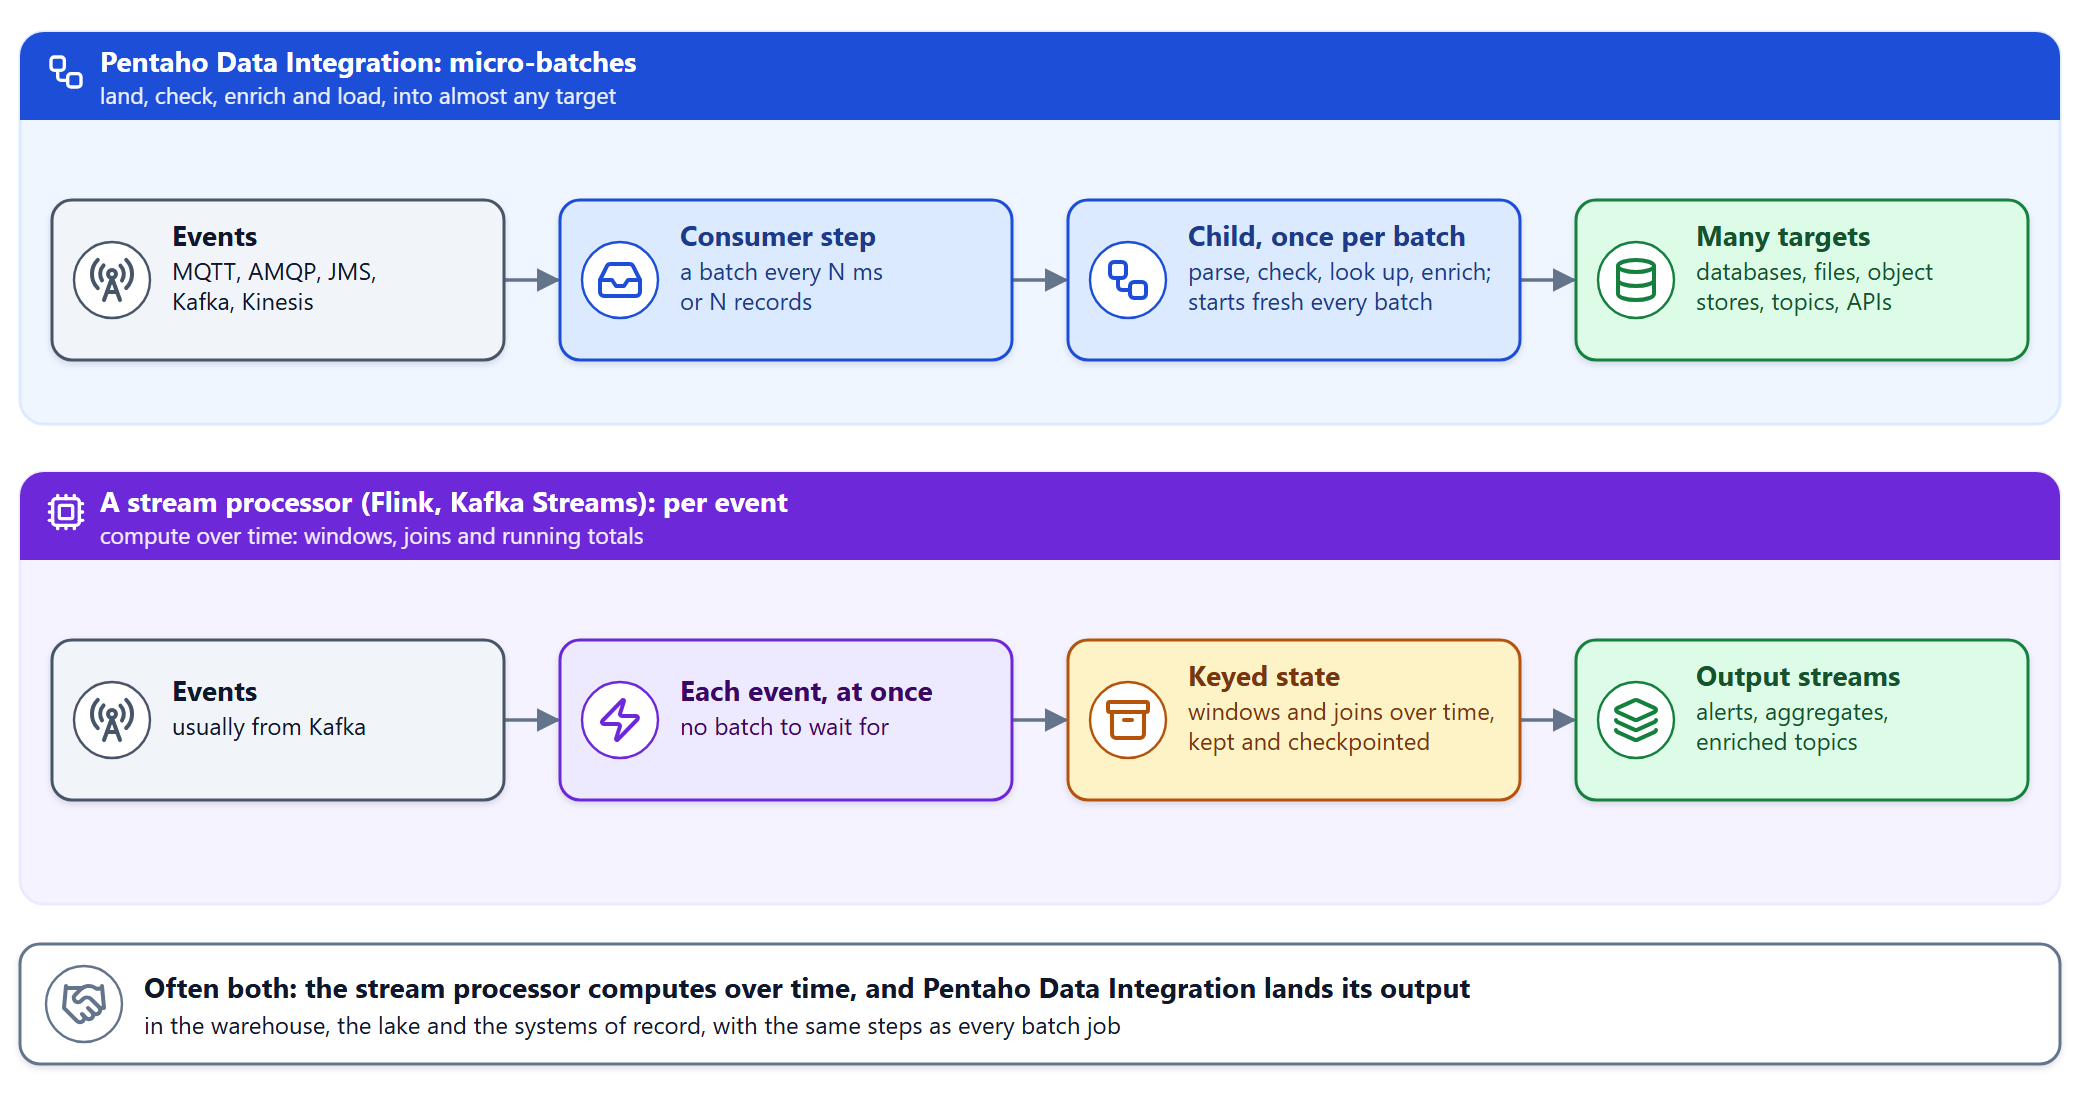 Pentaho Data Integration: micro-batches
land, check, enrich and load, into almost any target
Events
MQTT, AMQP, JMS,
Kafka, Kinesis
Consumer step
a batch every N ms
or N records
Child, once per batch
parse, check, look up, enrich;
starts fresh every batch
Many targets
databases, files, object
stores, topics, APIs
A stream processor (Flink, Kafka Streams): per event
compute over time: windows, joins and running totals
Events
usually from Kafka
Each event, at once
no batch to wait for
Keyed state
windows and joins over time,
kept and checkpointed
Output streams
alerts, aggregates,
enriched topics
Often both: the stream processor computes over time, and Pentaho Data Integration lands its output
in the warehouse, the lake and the systems of record, with the same steps as every batch job